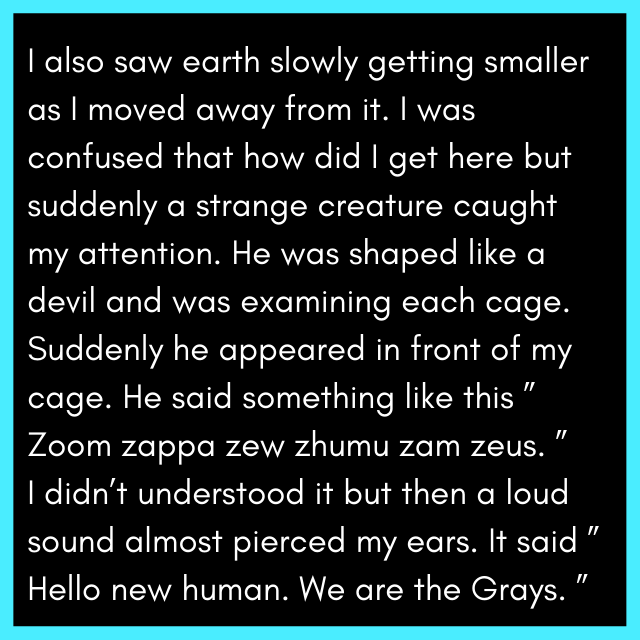 I also saw earth slowly getting smaller
as I moved away from it. I was
confused that how did I get here but
suddenly a strange creature caught
my attention. He was shaped like a
devil and was examining each cage.
Suddenly he appeared in front of my
cage. He said something like this ”
Zoom zappa zew zhumu zam zeus. ”
I didn’t understood it but then a loud
sound almost pierced my ears. It said ”
Hello new human. We are the Grays. ”